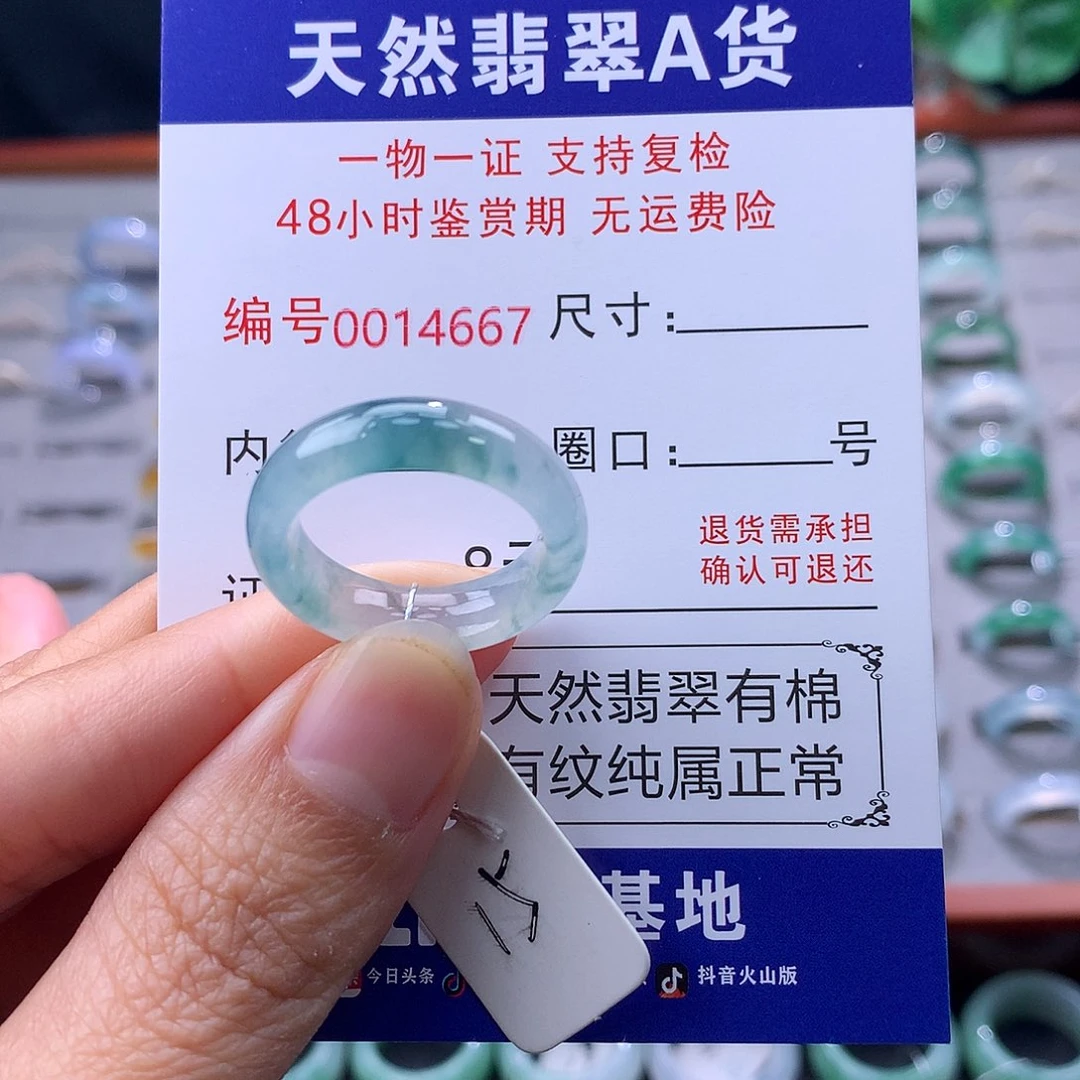 天然翡翠A货
一物一证 支持复检
48小时鉴赏期 无运费险
编号0014667 尺寸:
内 圈口: 号
退货需承担
确认可退还
天然翡翠有棉
有纹纯属正常
基地
今日头条 抖音火山版